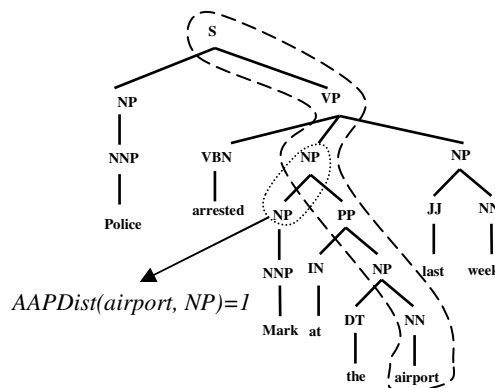 S
NP VP
NNP VBN NP NP
Police arrested NP PP JJ NN
NNP IN NP last week
AAPDist(airport, NP)=1
Mark at DT NN
the airport